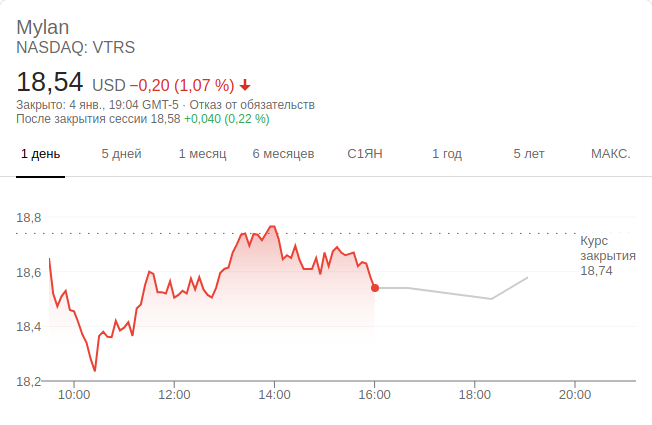 Mylan
NASDAQ: VTRS
18,54 USD −0,20 (1,07 %)
Закрыто: 4 янв., 19:04 GMT-5 · Отказ от обязательств
После закрытия сессии 18,58 +0,040 (0,22 %)
1 день 5 дней 1 месяц 6 месяцев С1ЯН 1 год 5 лет МАКС.
18,8
Курс
закрытия
18,74
18,6
18,4
18,2
10:00 12:00 14:00 16:00 18:00 20:00